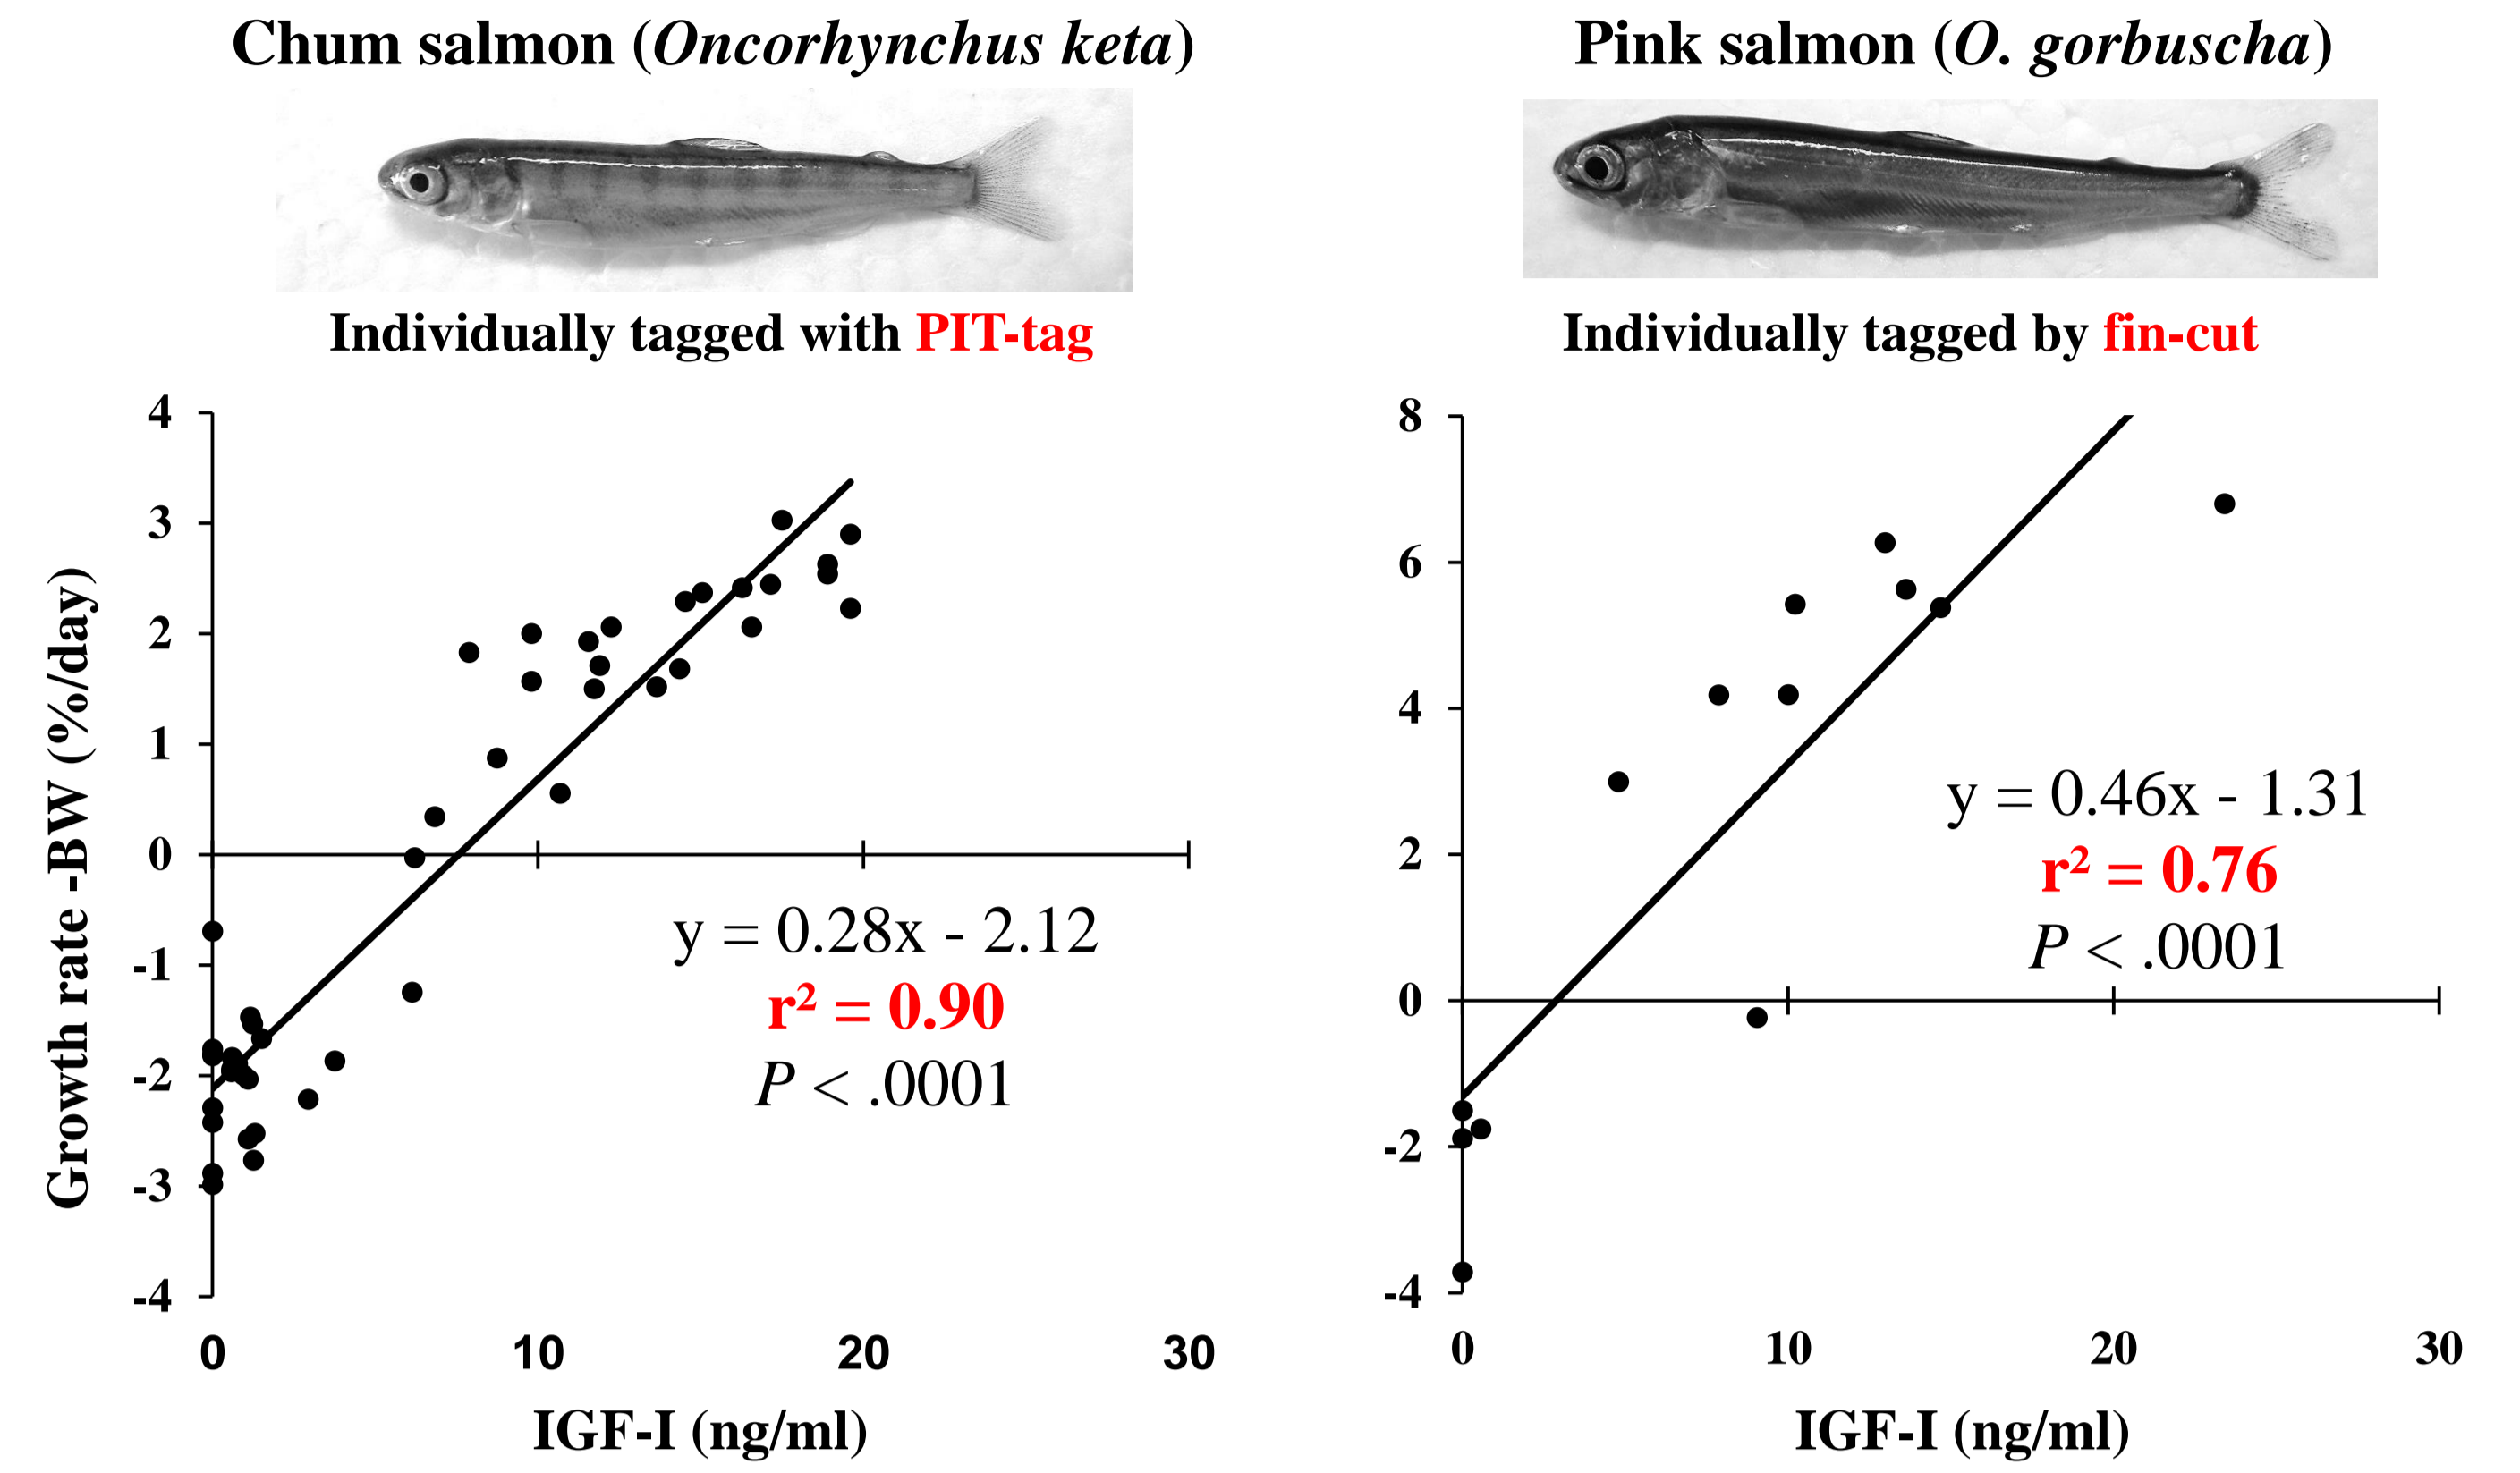 Chum salmon (Oncorhynchus keta)
Individually tagged with PIT-tag
Growth rate -BW (%/day)
4
3
2
1
0
-1
-2
-3
-4
y = 0.28x - 2.12
r² = 0.90
P < .0001
0 10 20 30
IGF-I (ng/ml)
Pink salmon (O. gorbuscha)
Individually tagged by fin-cut
8
6
4
2
0
-2
-4
y = 0.46x - 1.31
r² = 0.76
P < .0001
0 10 20 30
IGF-I (ng/ml)